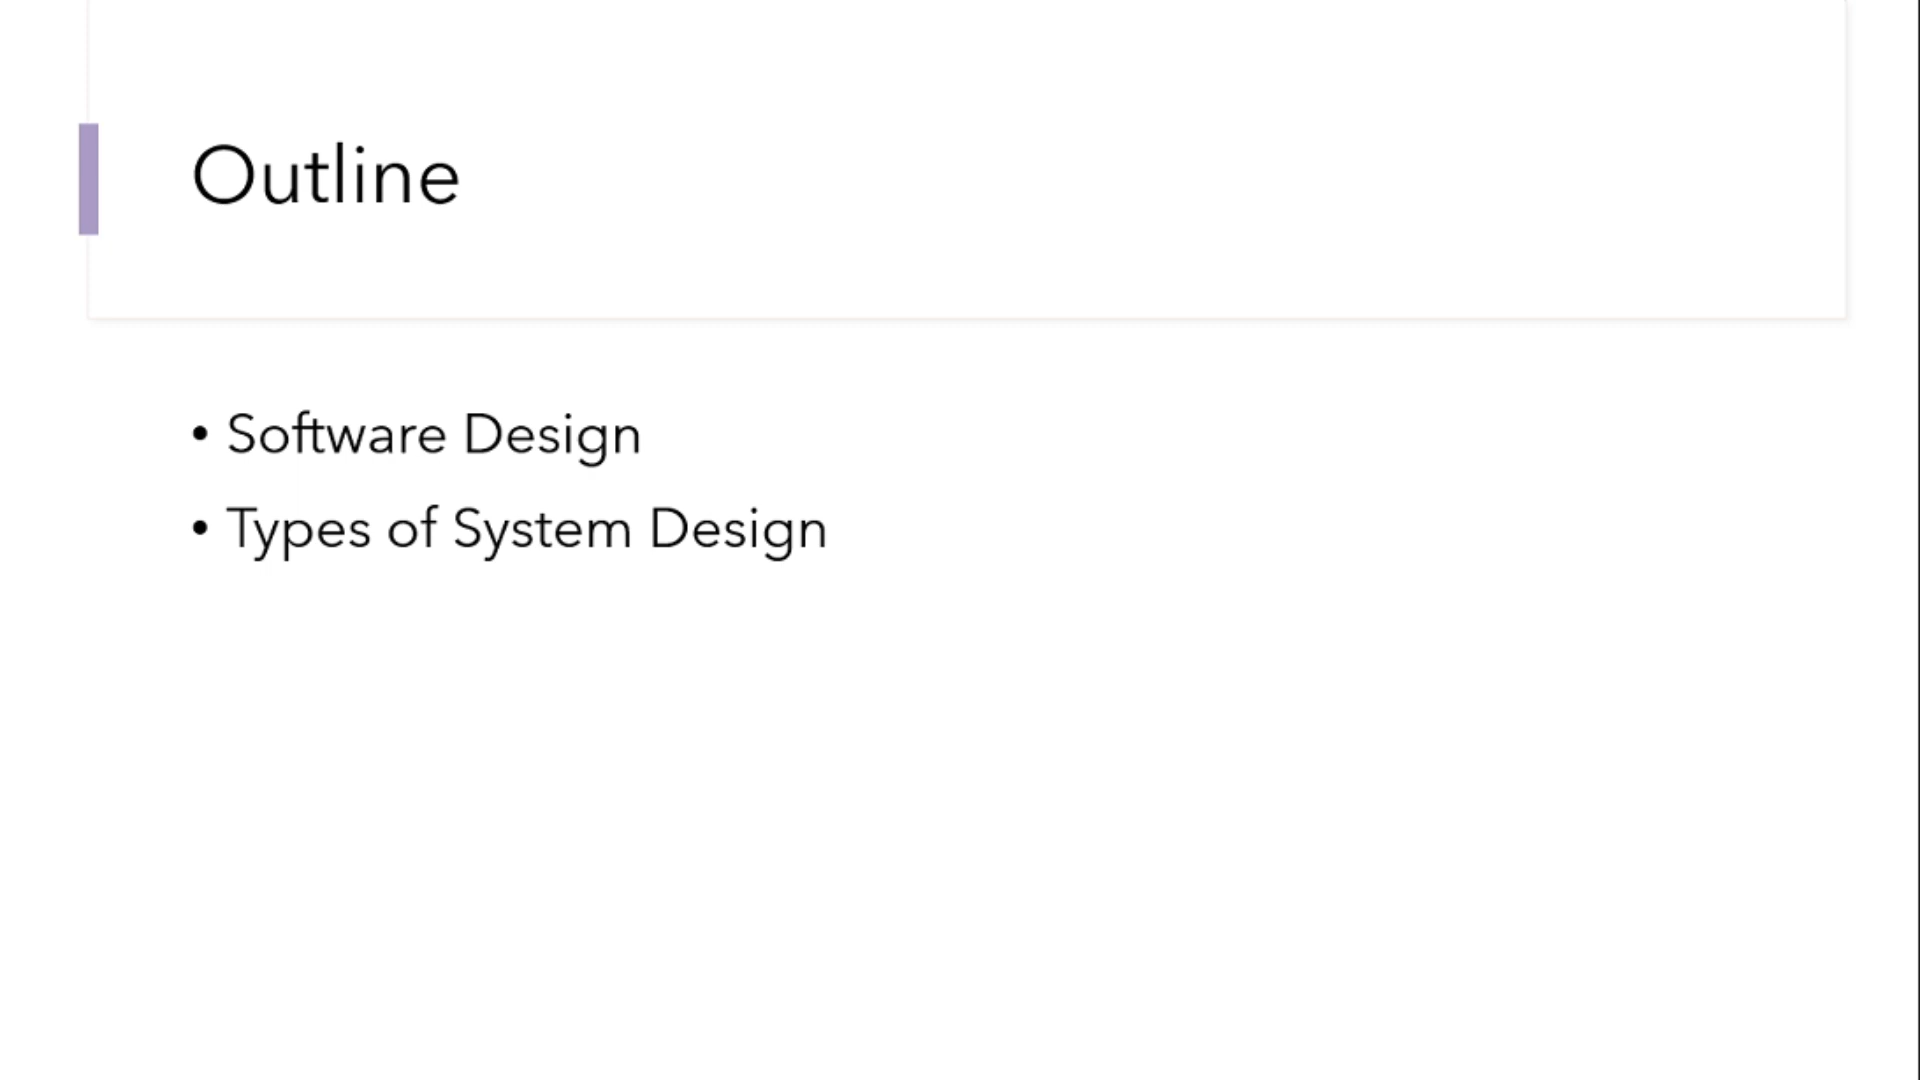 Outline
• Software Design
• Types of System Design